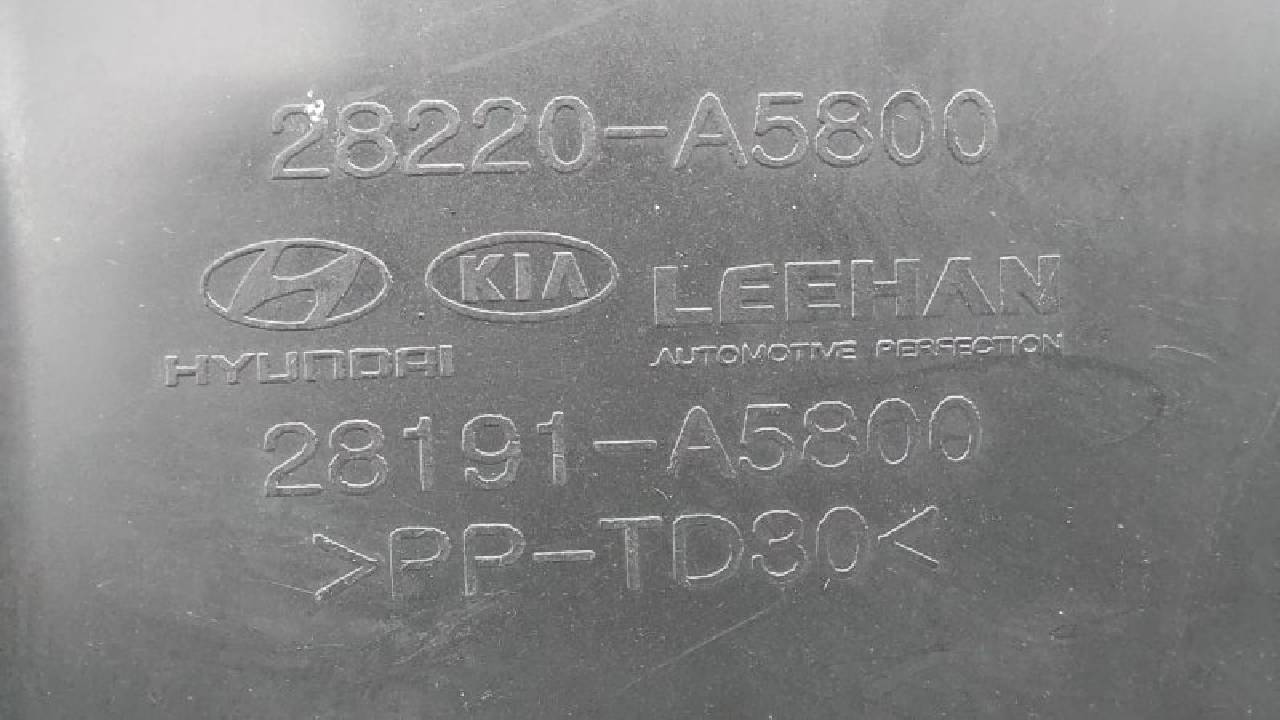 28220-A5800
KIA LEEHAN
HYUNDAI AUTOMOTIVE PERFECTION
28191-A5800
>PP-TD30<